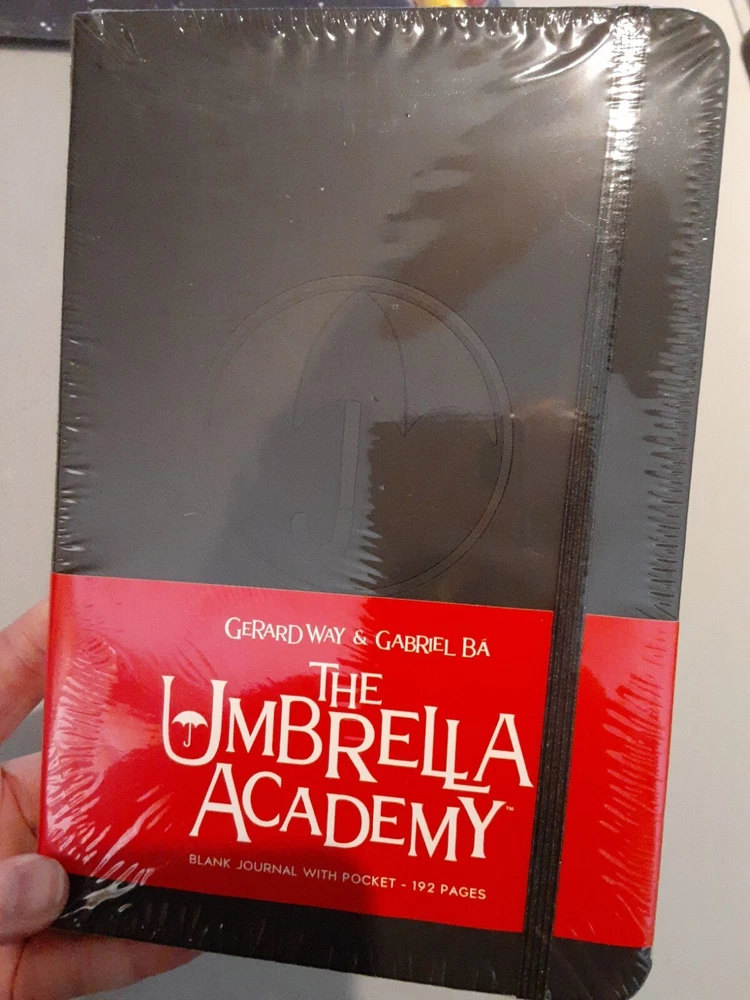 GERARD WAY & GABRIEL BÁ
THE
UMBRELLA
ACADEMY™
BLANK JOURNAL WITH POCKET - 192 PAGES